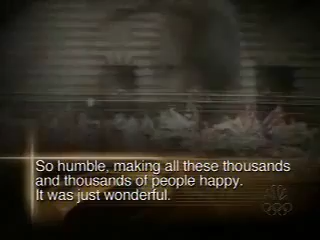 So humble, making all these thousands
and thousands of people happy.
It was just wonderful.